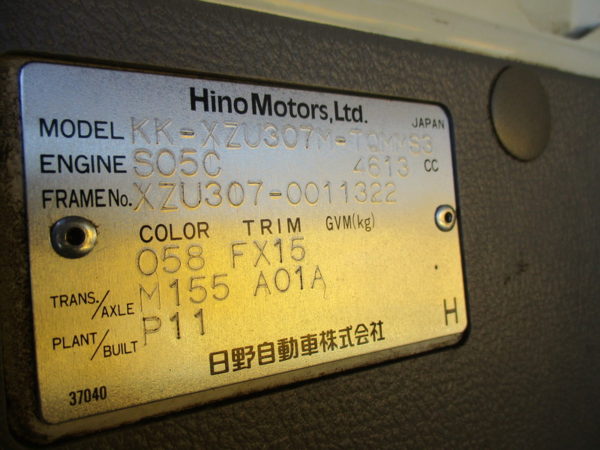 Hino Motors, Ltd.
JAPAN
MODEL KK-XZU307M-TQMMS3
ENGINE S05C 4613 CC
FRAME No. XZU307-0011322
COLOR TRIM GVM(kg)
058 FX15
TRANS./AXLE M155 A01A
PLANT/BUILT P11
H
日野自動車株式会社
37040